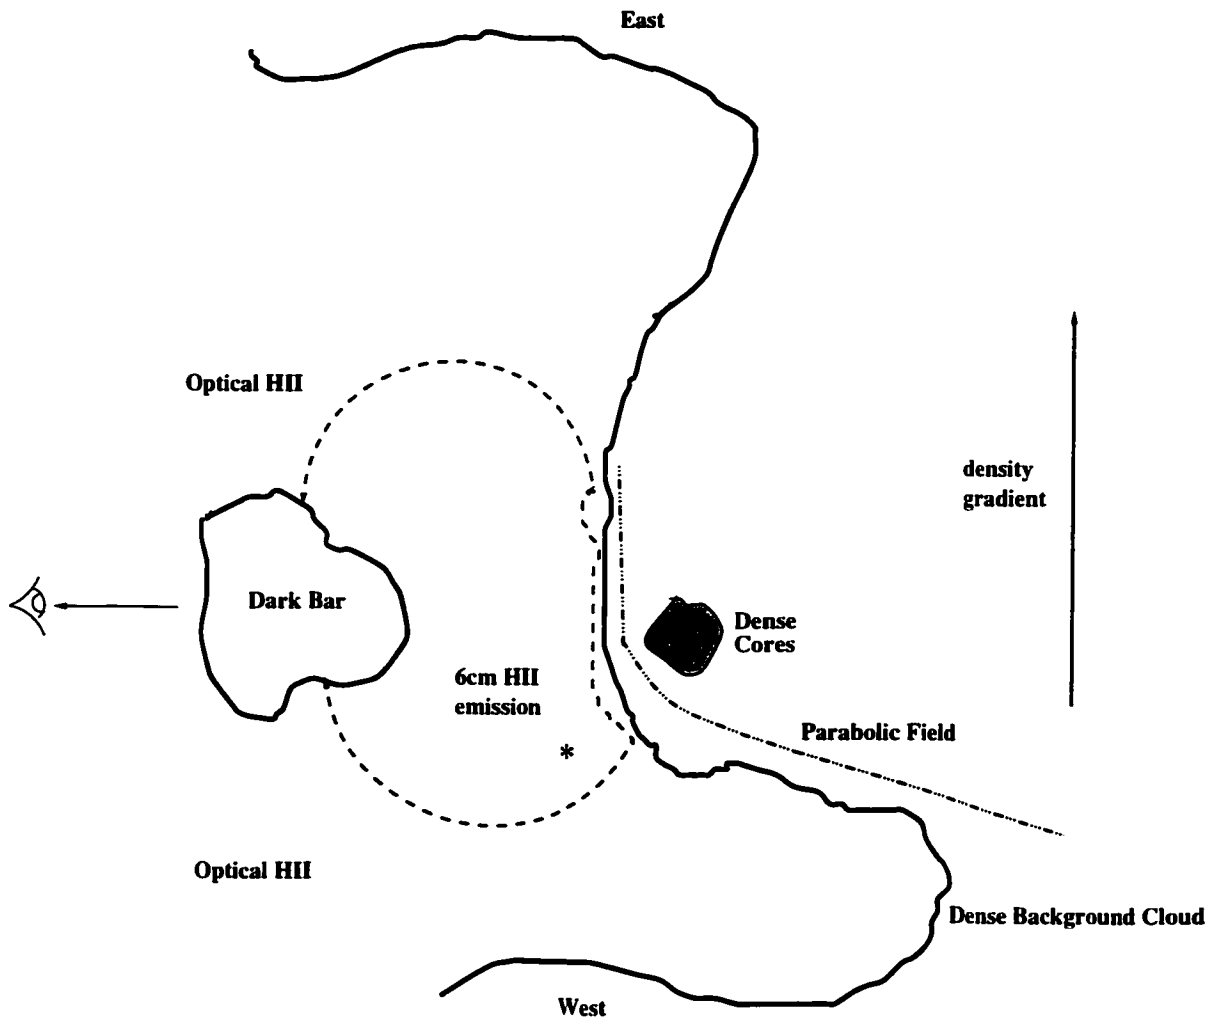 East
Optical HII
density
gradient
Dark Bar
Dense
Cores
6cm HII
emission
Parabolic Field
*
Optical HII
Dense Background Cloud
West